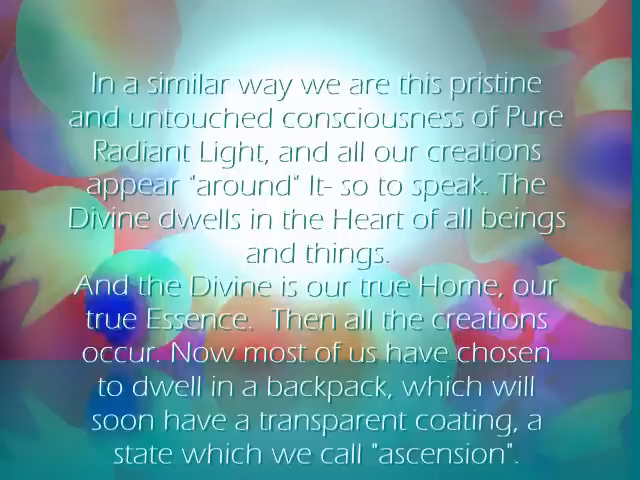 In a similar way we are this pristine
and untouched consciousness of Pure
Radiant Light, and all our creations
appear "around" It- so to speak. The
Divine dwells in the Heart of all beings
and things.
And the Divine is our true Home, our
true Essence.  Then all the creations
occur. Now most of us have chosen
to dwell in a backpack, which will
soon have a transparent coating, a
state which we call "ascension".